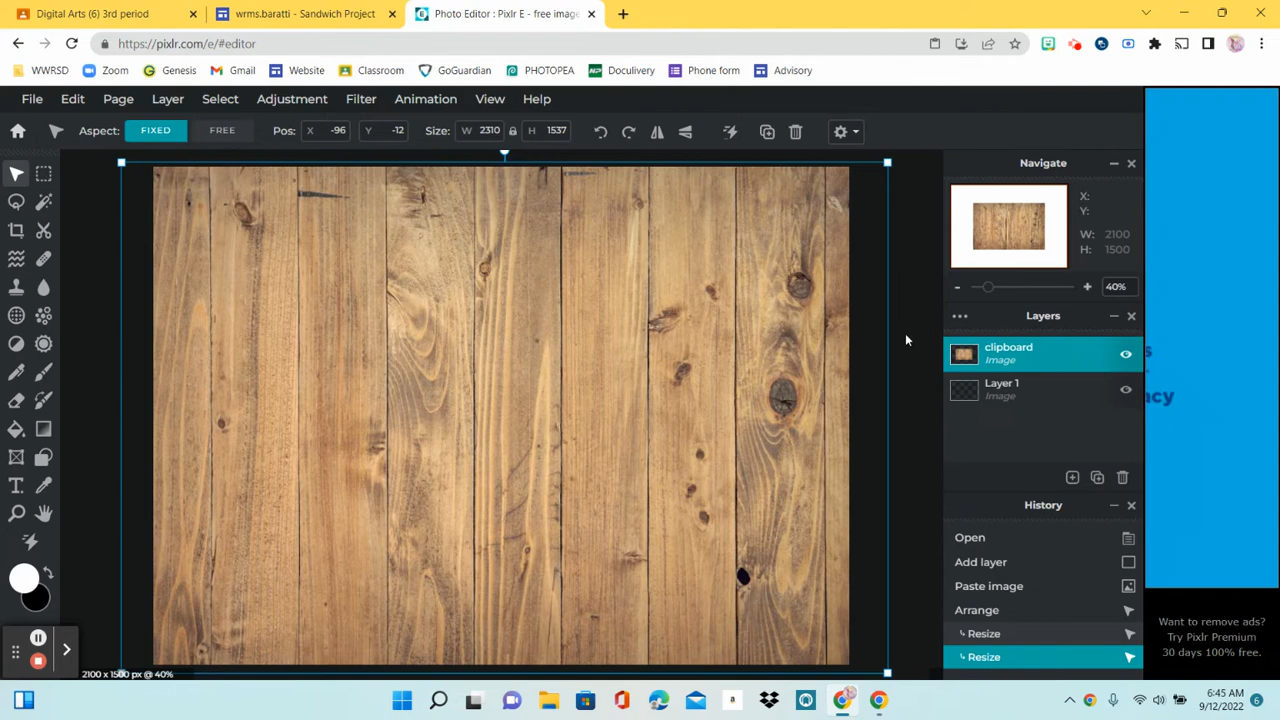 Digital Arts (6) 3rd period
wrms.baratti - Sandwich Project
Photo Editor : Pixlr E - free image
https://pixlr.com/e/#editor
WWRSD Zoom Genesis Gmail Website Classroom GoGuardian PHOTOPEA Doculivery Phone form Advisory
File Edit Page Layer Select Adjustment Filter Animation View Help
Aspect: FIXED FREE Pos: X -96 Y -12 Size: W 2310 H 1537
Navigate
X:
Y:
W: 2100
H: 1500
- + 40%
Layers
clipboard
Image
Layer 1
Image
History
Open
Add layer
Paste image
Arrange
Resize
Resize
2100 x 1500 px @ 40%
Want to remove ads?
Try Pixlr Premium
30 days 100% free.
6:45 AM
9/12/2022
6